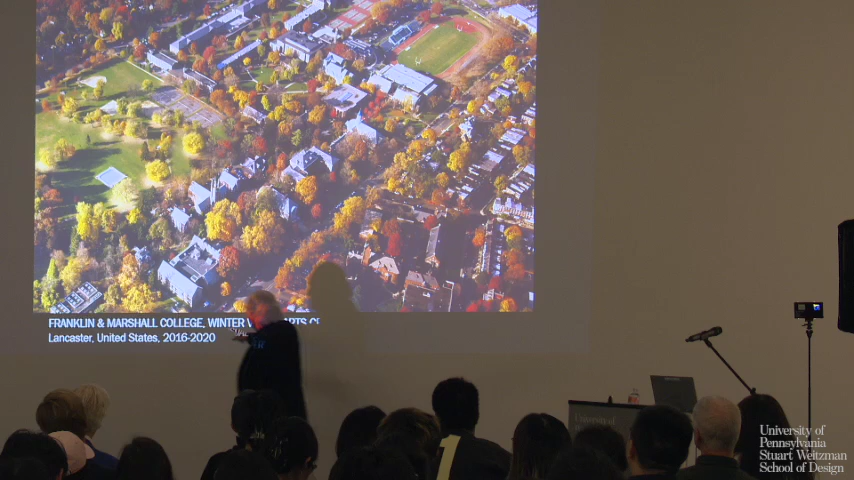 FRANKLIN & MARSHALL COLLEGE, WINTER
Lancaster, United States, 2016-2020
University of
Pennsylvania
Stuart Weitzman
School of Design